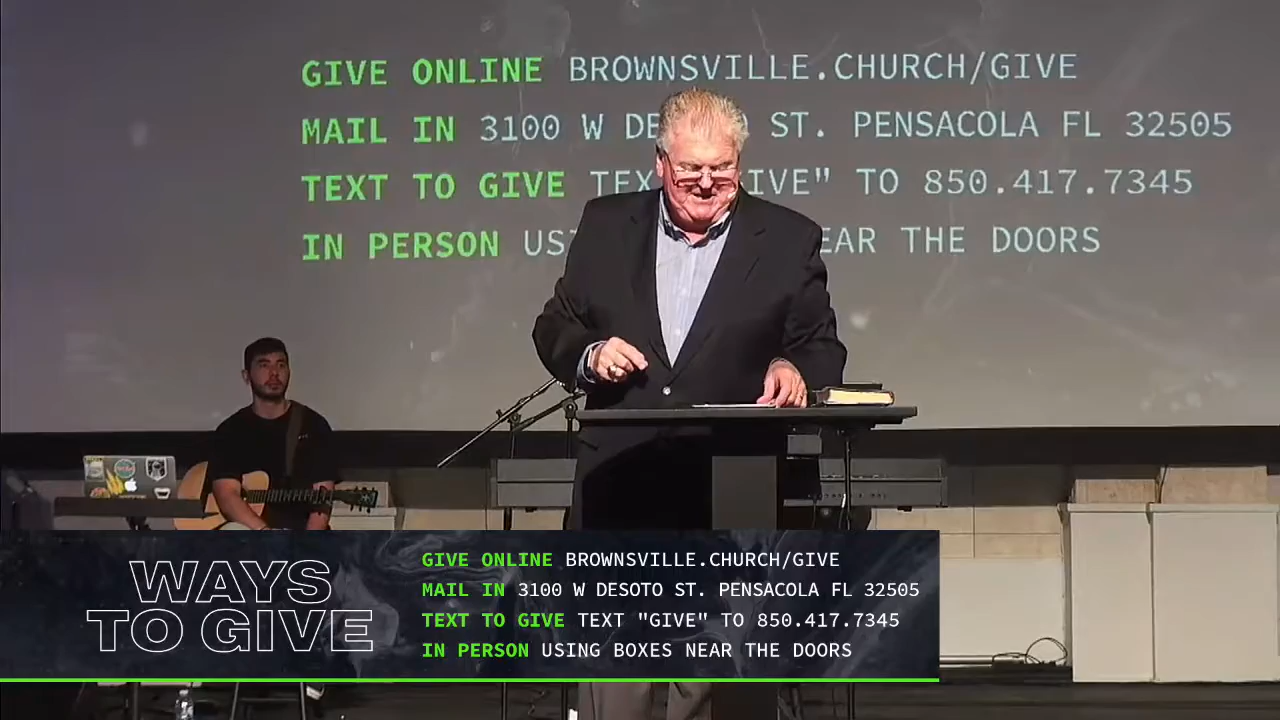 GIVE ONLINE BROWNSVILLE.CHURCH/GIVE
MAIL IN 3100 W DE ST. PENSACOLA FL 32505
TEXT TO GIVE TEX IVE" TO 850.417.7345
IN PERSON US EAR THE DOORS
WAYS
TO GIVE
GIVE ONLINE BROWNSVILLE.CHURCH/GIVE
MAIL IN 3100 W DESOTO ST. PENSACOLA FL 32505
TEXT TO GIVE TEXT "GIVE" TO 850.417.7345
IN PERSON USING BOXES NEAR THE DOORS